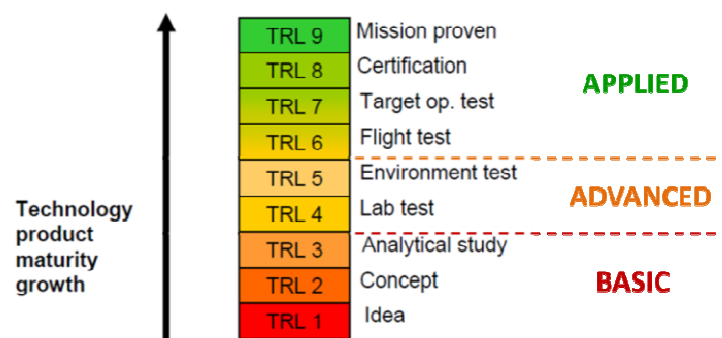 TRL 9 Mission proven
TRL 8 Certification
TRL 7 Target op. test
TRL 6 Flight test
APPLIED
TRL 5 Environment test
TRL 4 Lab test
ADVANCED
TRL 3 Analytical study
TRL 2 Concept
TRL 1 Idea
BASIC
Technology
product
maturity
growth